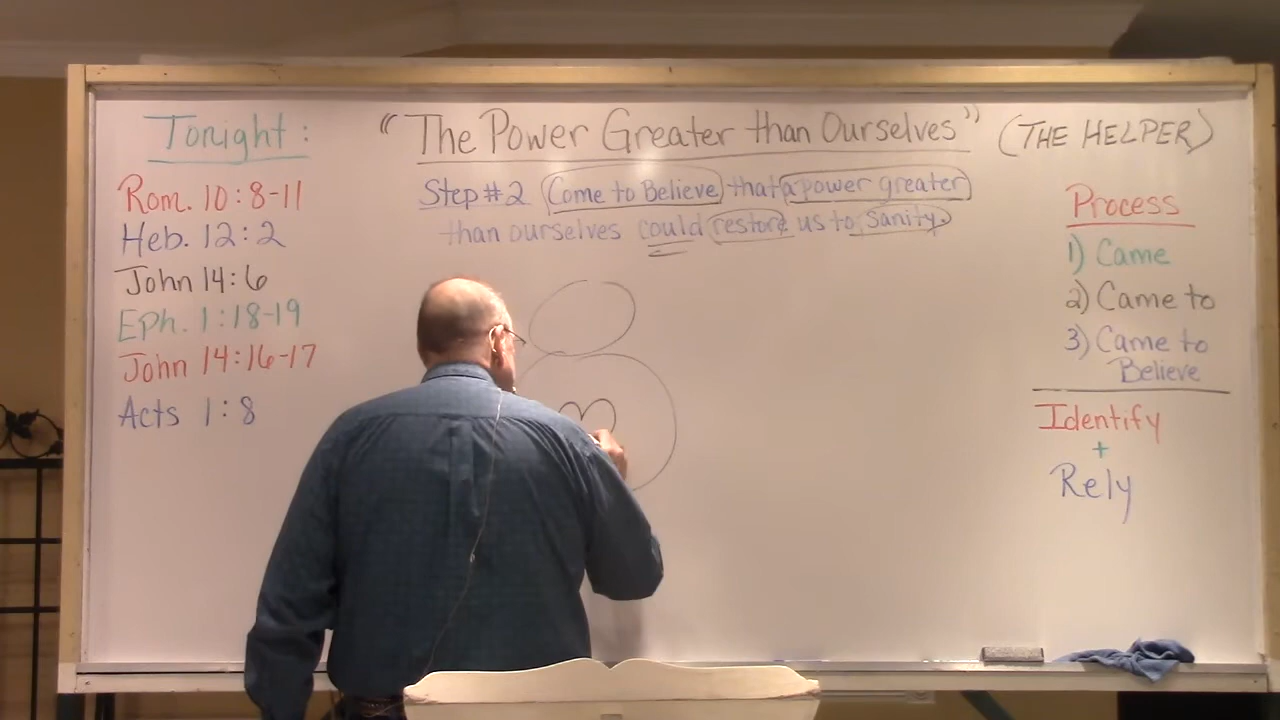 Tonight:
Rom. 10:8-11
Heb. 12:2
John 14:6
Eph. 1:18-19
John 14:16-17
Acts 1:8
"The Power Greater than Ourselves" (THE HELPER)
Step #2 Come to Believe that a power greater
than ourselves could restore us to sanity.
Process
1) Came
2) Came to
3) Came to
Believe
Identify
+
Rely